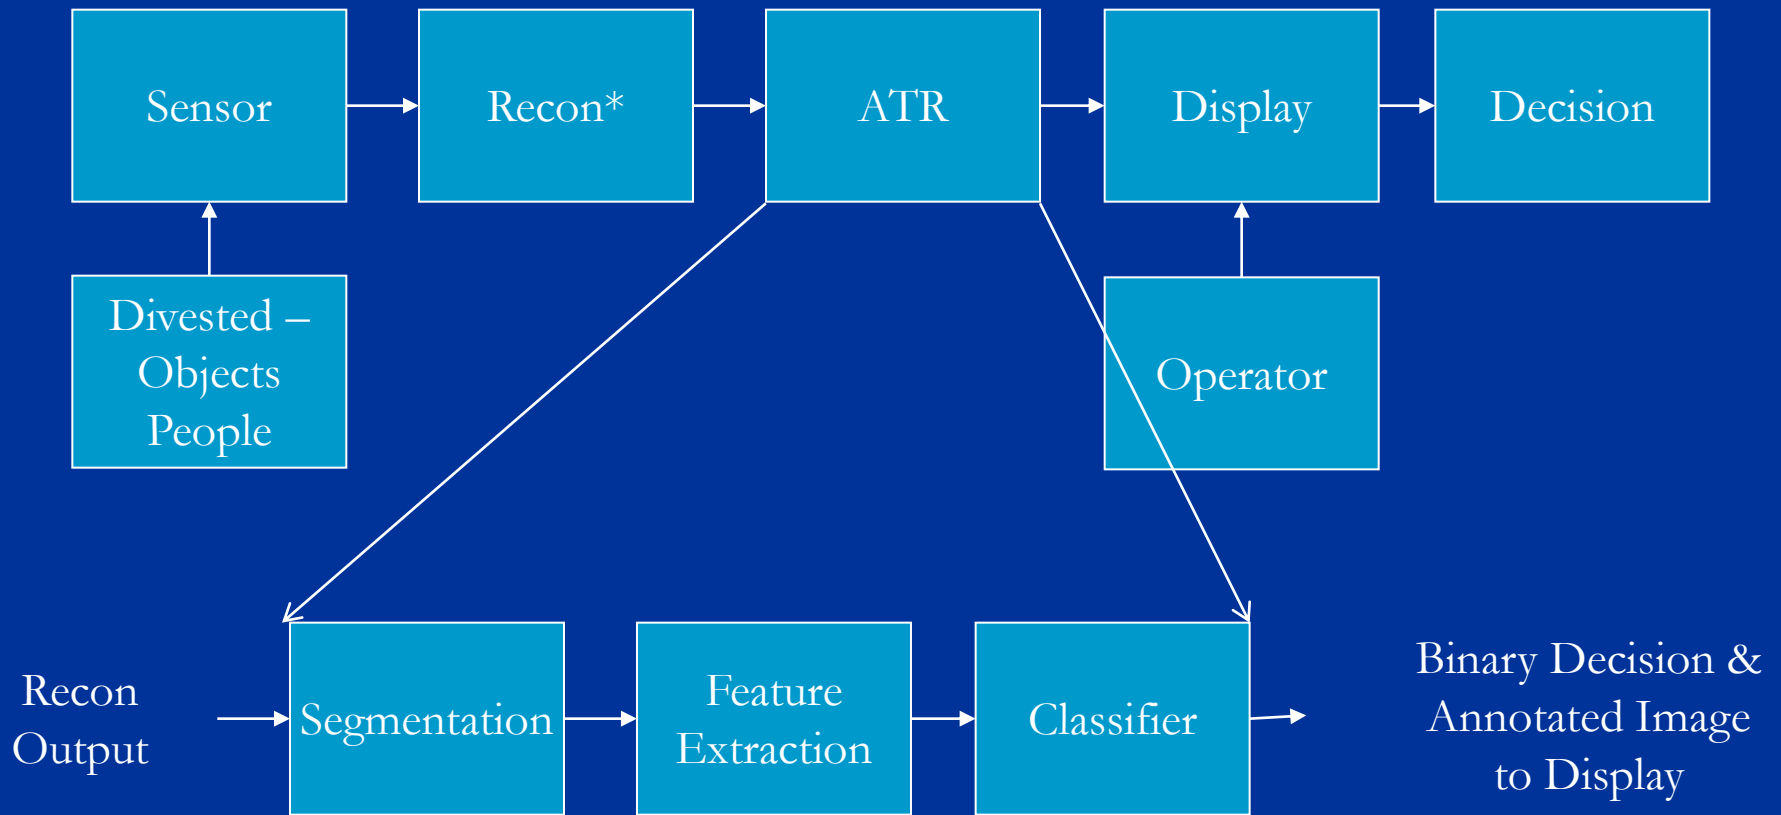 Sensor
Recon*
ATR
Display
Decision
Divested –
Objects
People
Operator
Recon
Output
Segmentation
Feature
Extraction
Classifier
Binary Decision &
Annotated Image
to Display